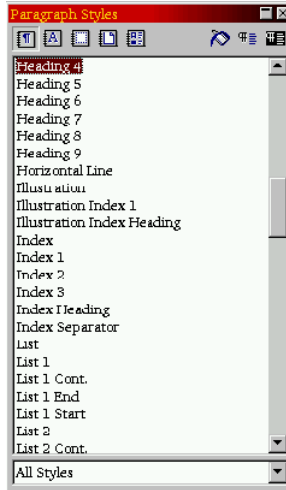 Paragraph Styles
Heading 4
Heading 5
Heading 6
Heading 7
Heading 8
Heading 9
Horizontal Line
Illustration
Illustration Index 1
Illustration Index Heading
Index
Index 1
Index 2
Index 3
Index Heading
Index Separator
List
List 1
List 1 Cont.
List 1 End
List 1 Start
List 2
List 2 Cont.
All Styles